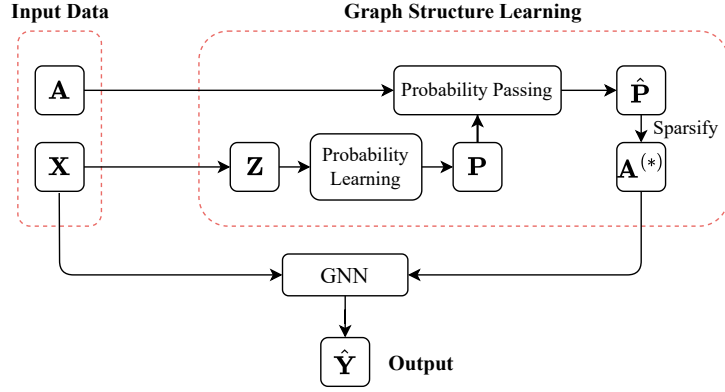 Input Data
Graph Structure Learning
A
Probability Passing
P̂
Sparsify
X
Z
Probability
Learning
P
A(*)
GNN
Ŷ
Output